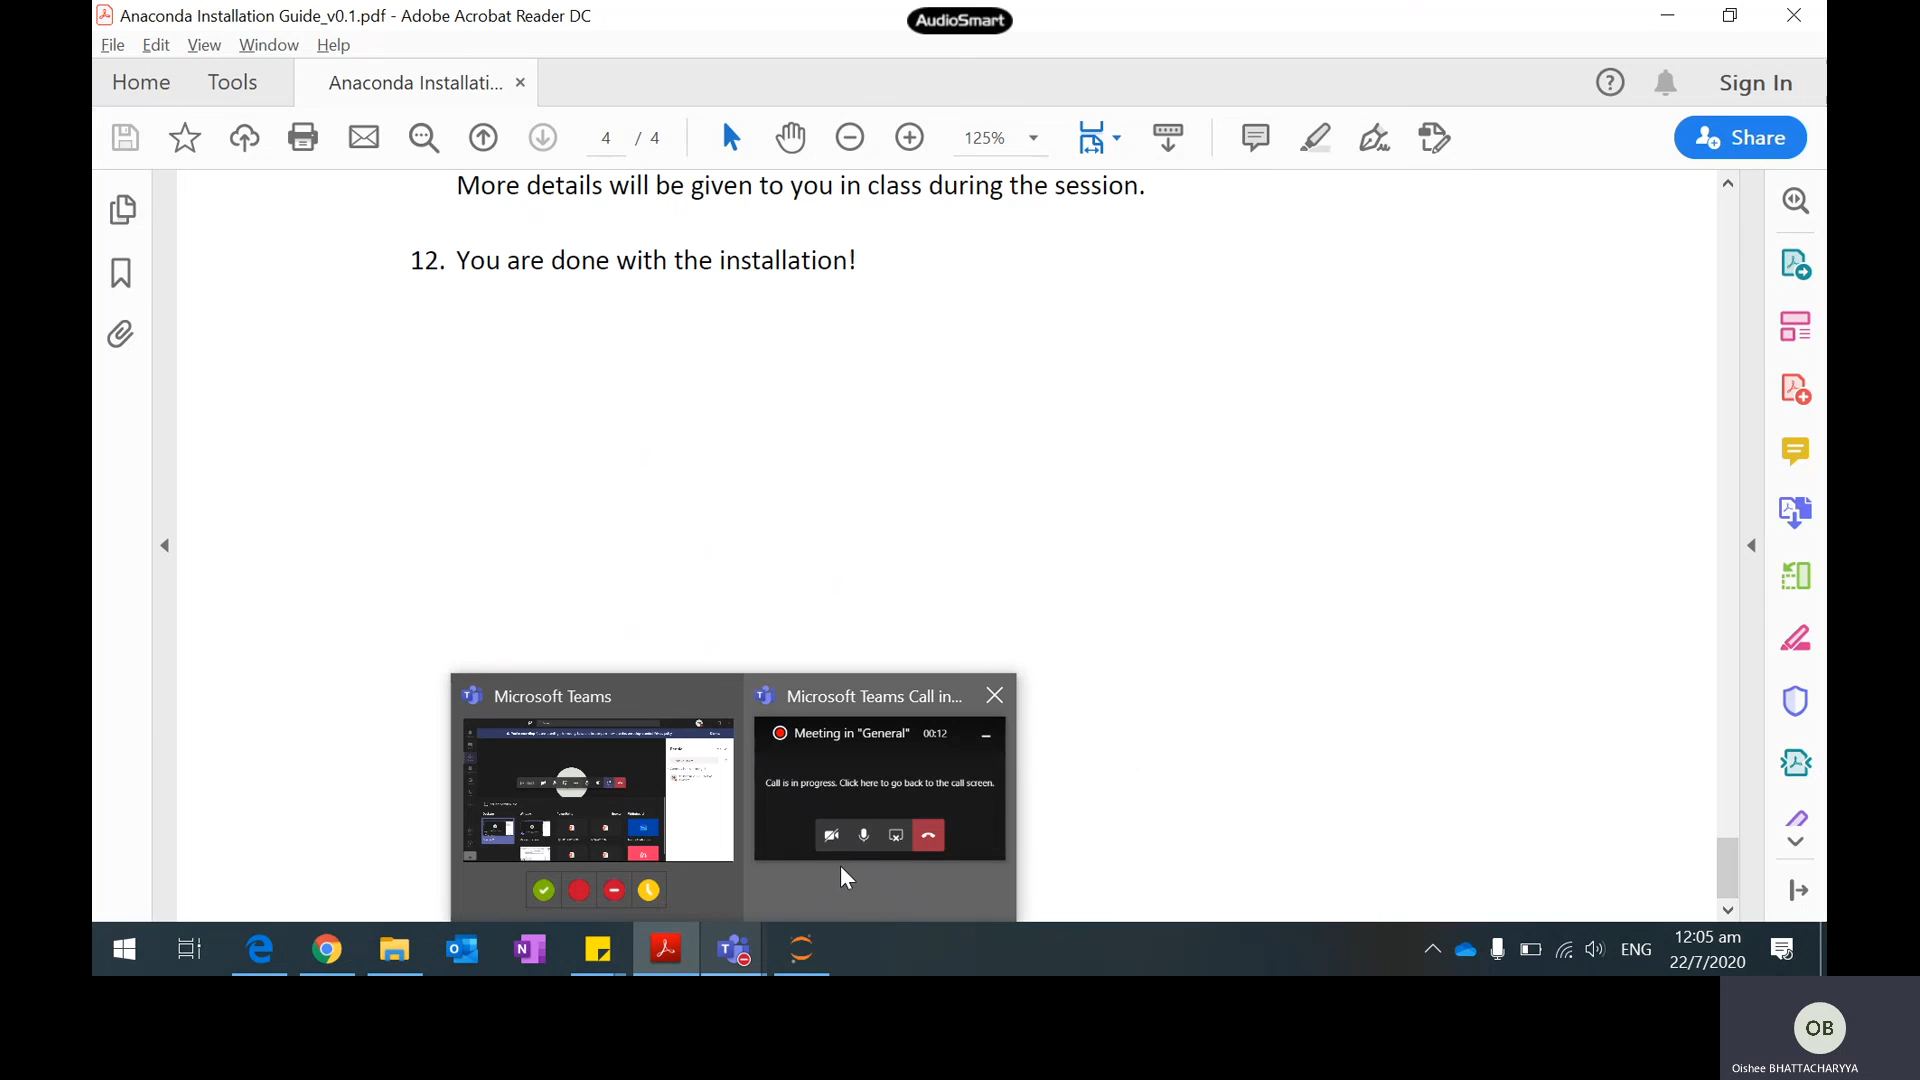 Anaconda Installation Guide_v0.1.pdf - Adobe Acrobat Reader DC
AudioSmart
File Edit View Window Help
Home Tools Anaconda Installati... Sign In
4 / 4 125% Share
More details will be given to you in class during the session.
12. You are done with the installation!
Microsoft Teams
Microsoft Teams Call in...
Meeting in "General" 00:12
Call is in progress. Click here to go back to the call screen.
ENG
12:05 am
22/7/2020
OB
Oishee BHATTACHARYYA